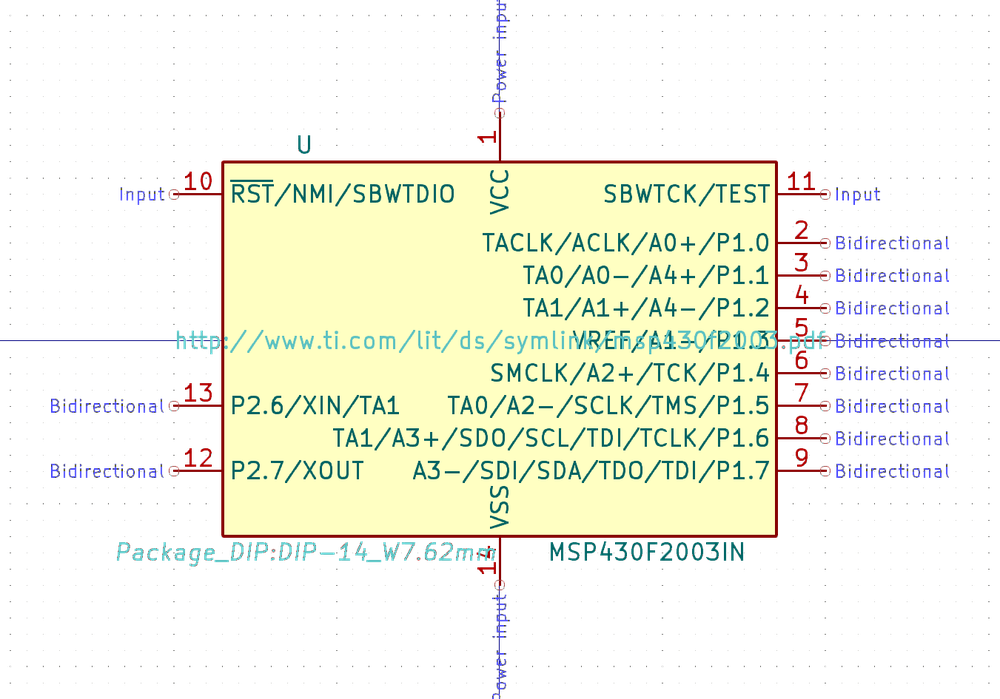 Power input
1
U
10
RST/NMI/SBWTDIO
VCC
SBWTCK/TEST
11
Input
Input
TACLK/ACLK/A0+/P1.0
2
Bidirectional
TA0/A0-/A4+/P1.1
3
Bidirectional
TA1/A1+/A4-/P1.2
4
Bidirectional
http://www.ti.com/lit/ds/symlink/msp430f2003.pdf
VREF/A1-/P1.3
5
Bidirectional
SMCLK/A2+/TCK/P1.4
6
Bidirectional
Bidirectional
13
P2.6/XIN/TA1
TA0/A2-/SCLK/TMS/P1.5
7
Bidirectional
TA1/A3+/SDO/SCL/TDI/TCLK/P1.6
8
Bidirectional
Bidirectional
12
P2.7/XOUT
A3-/SDI/SDA/TDO/TDI/P1.7
9
Bidirectional
VSS
Package_DIP:DIP-14_W7.62mm
14
MSP430F2003IN
Power input